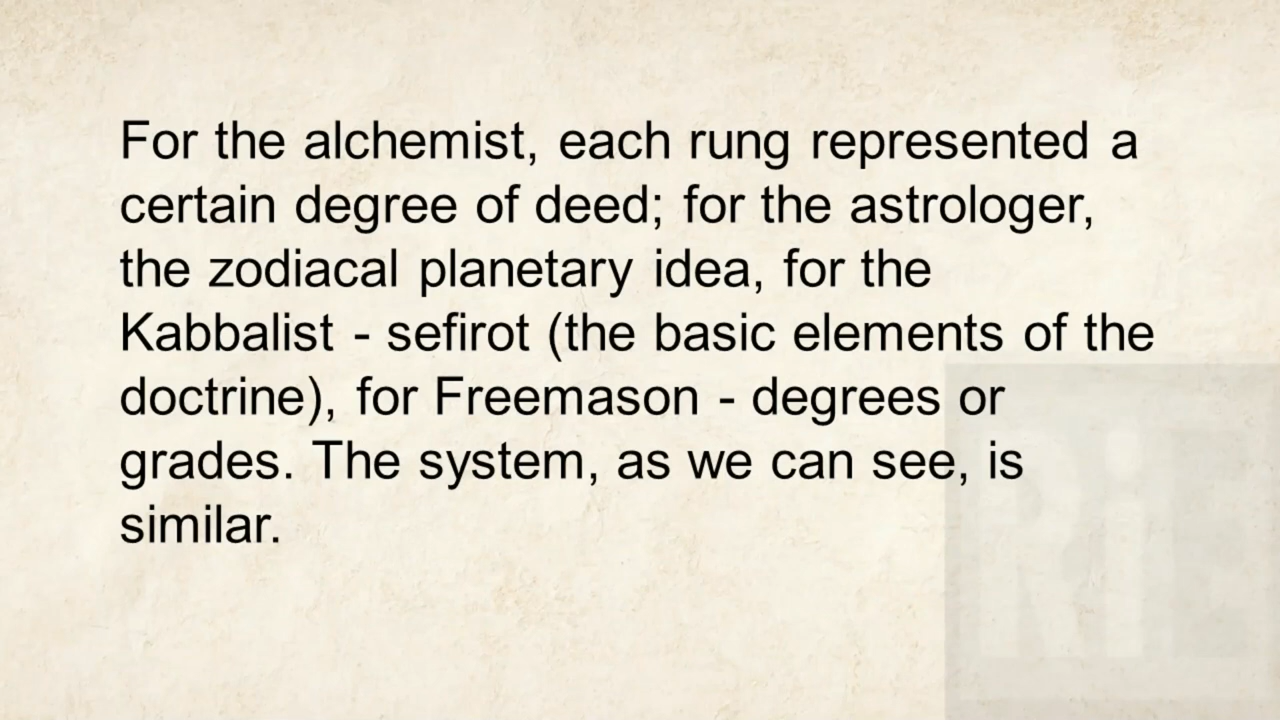 For the alchemist, each rung represented a
certain degree of deed; for the astrologer,
the zodiacal planetary idea, for the
Kabbalist - sefirot (the basic elements of the
doctrine), for Freemason - degrees or
grades. The system, as we can see, is
similar.